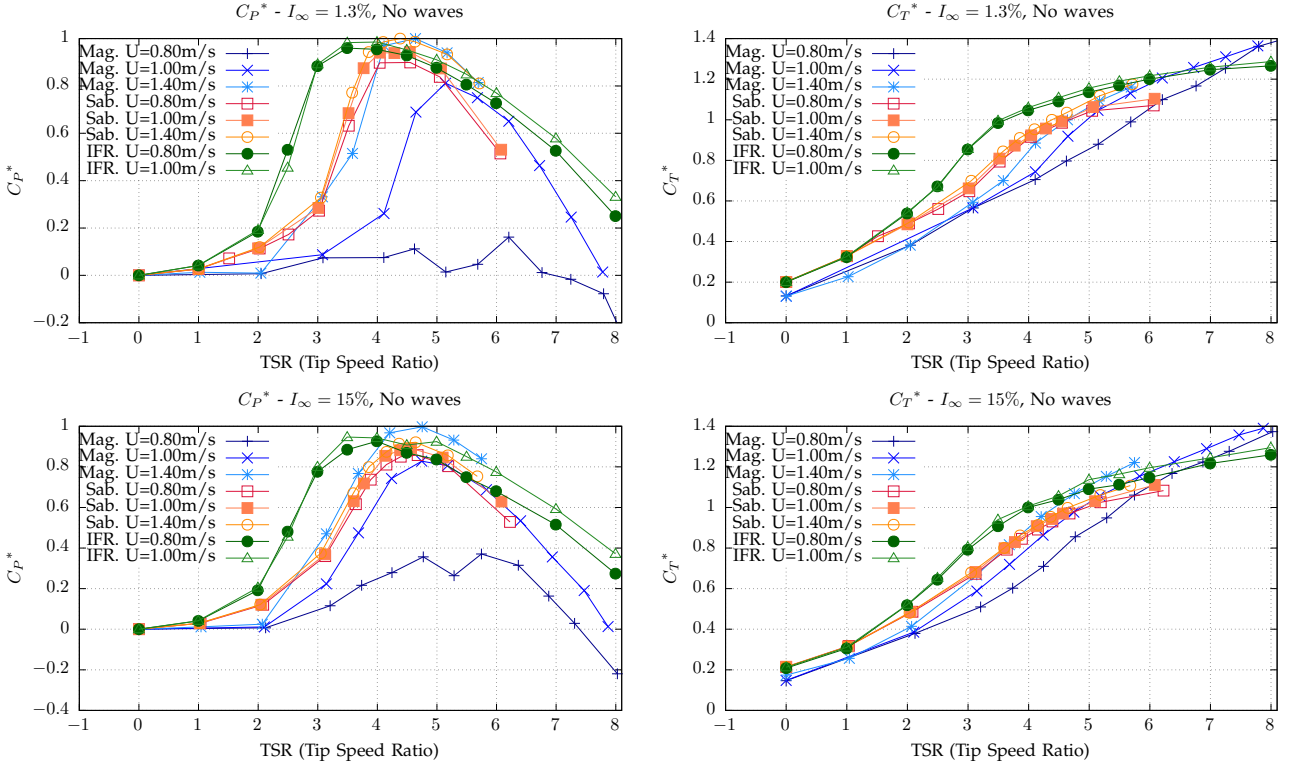 C_P* - I_∞ = 1.3%, No waves
C_P*
1
0.8
0.6
0.4
0.2
0
−0.2
Mag. U=0.80m/s
Mag. U=1.00m/s
Mag. U=1.40m/s
Sab. U=0.80m/s
Sab. U=1.00m/s
Sab. U=1.40m/s
IFR. U=0.80m/s
IFR. U=1.00m/s
−1 0 1 2 3 4 5 6 7 8
TSR (Tip Speed Ratio)
C_T* - I_∞ = 1.3%, No waves
C_T*
1.4
1.2
1
0.8
0.6
0.4
0.2
0
Mag. U=0.80m/s
Mag. U=1.00m/s
Mag. U=1.40m/s
Sab. U=0.80m/s
Sab. U=1.00m/s
Sab. U=1.40m/s
IFR. U=0.80m/s
IFR. U=1.00m/s
−1 0 1 2 3 4 5 6 7 8
TSR (Tip Speed Ratio)
C_P* - I_∞ = 15%, No waves
C_P*
1
0.8
0.6
0.4
0.2
0
−0.2
−0.4
Mag. U=0.80m/s
Mag. U=1.00m/s
Mag. U=1.40m/s
Sab. U=0.80m/s
Sab. U=1.00m/s
Sab. U=1.40m/s
IFR. U=0.80m/s
IFR. U=1.00m/s
−1 0 1 2 3 4 5 6 7 8
TSR (Tip Speed Ratio)
C_T* - I_∞ = 15%, No waves
C_T*
1.4
1.2
1
0.8
0.6
0.4
0.2
0
Mag. U=0.80m/s
Mag. U=1.00m/s
Mag. U=1.40m/s
Sab. U=0.80m/s
Sab. U=1.00m/s
Sab. U=1.40m/s
IFR. U=0.80m/s
IFR. U=1.00m/s
−1 0 1 2 3 4 5 6 7 8
TSR (Tip Speed Ratio)